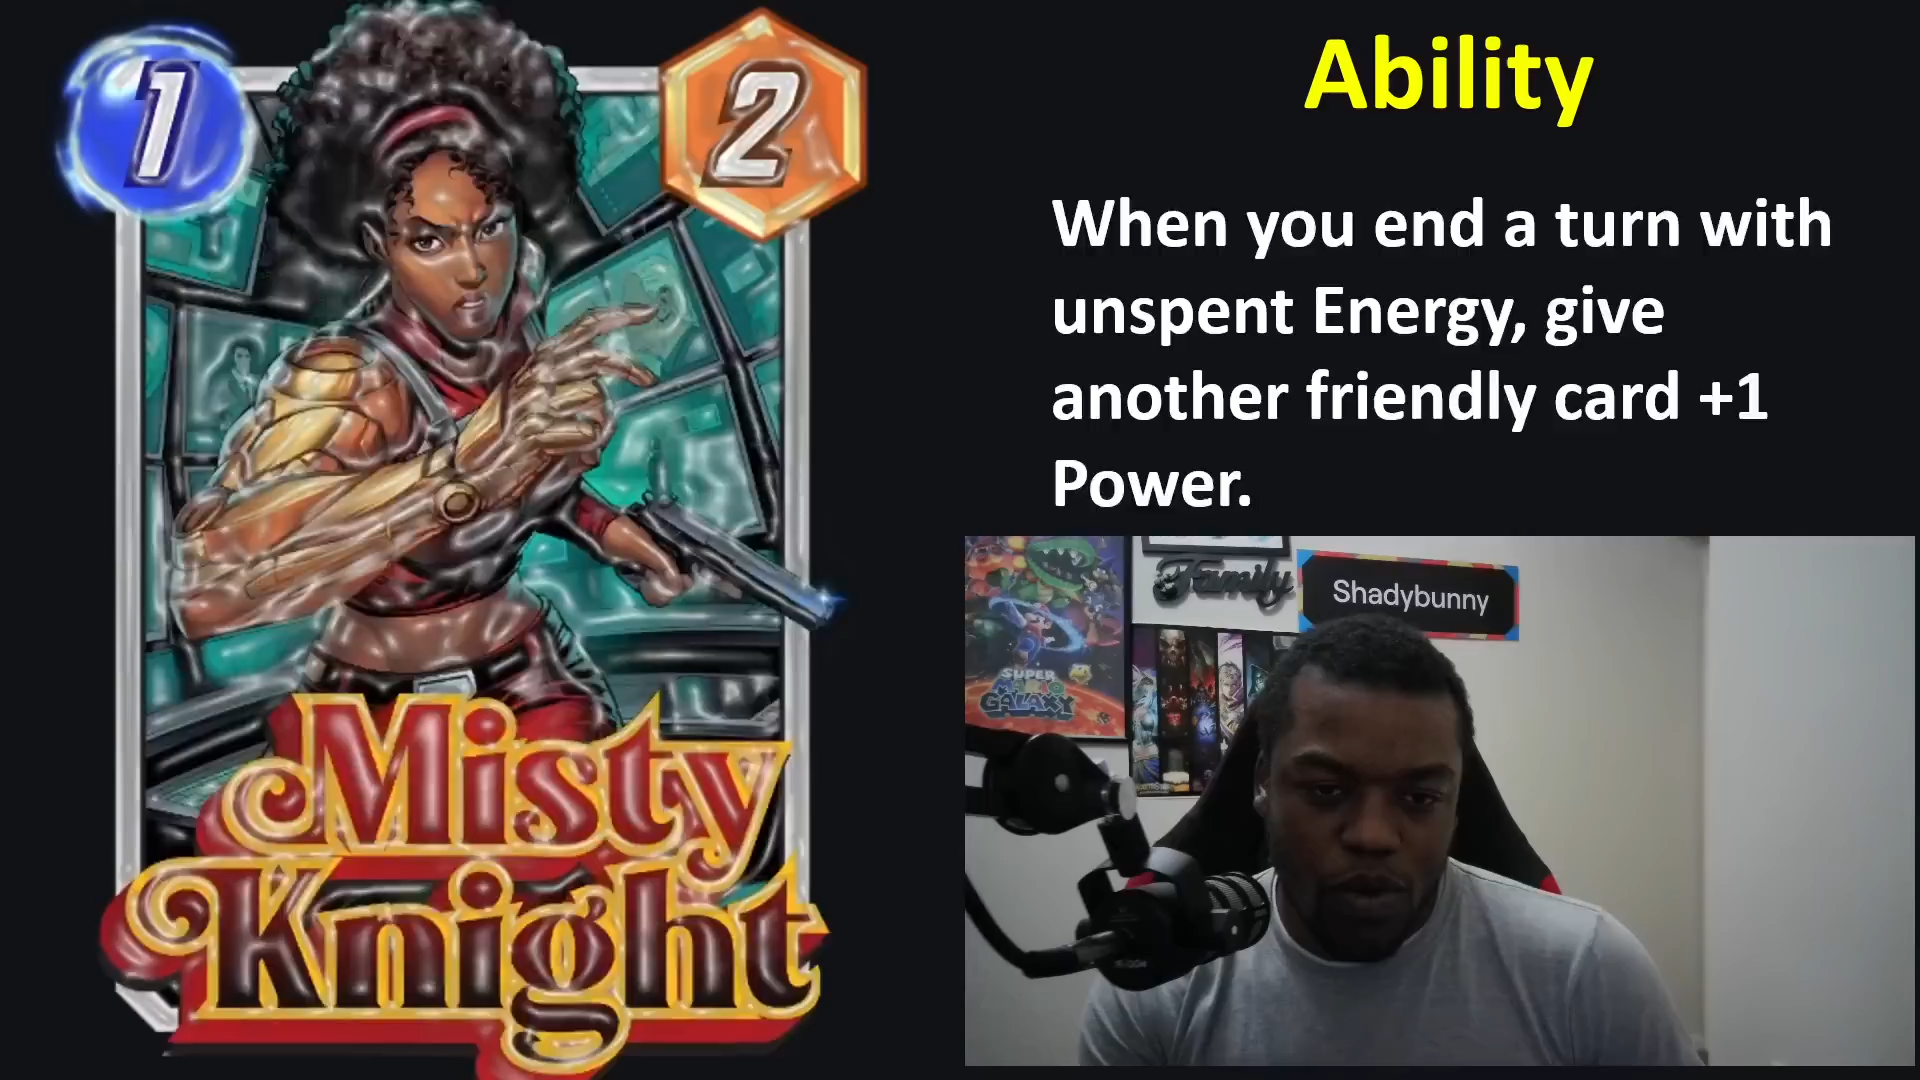 1
2
Misty
Knight
Ability
When you end a turn with
unspent Energy, give
another friendly card +1
Power.
Family
Shadybunny
SUPER
MARIO
GALAXY